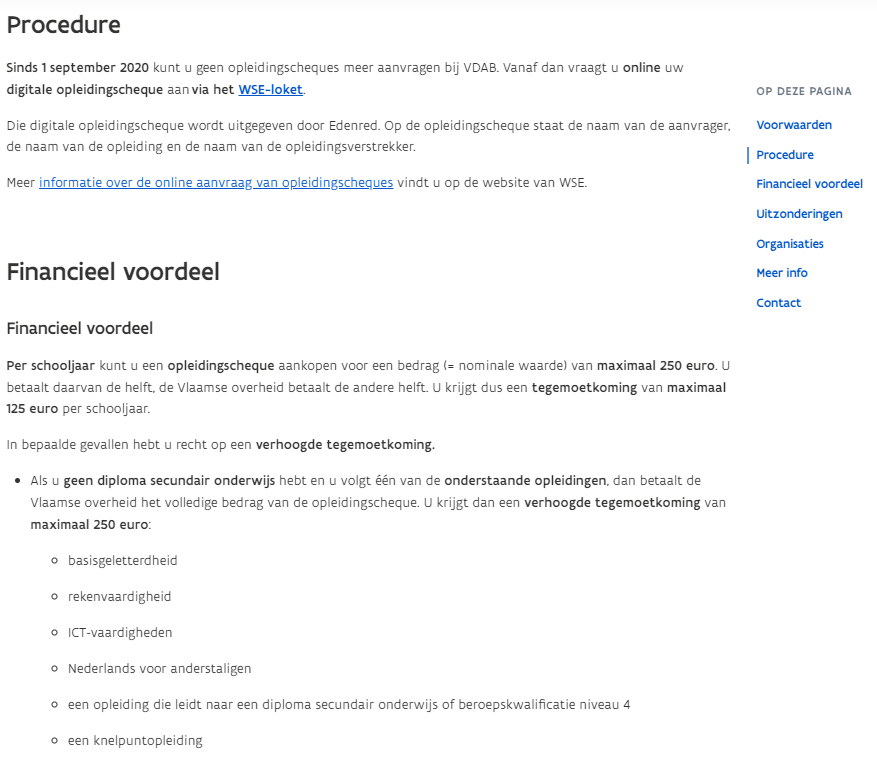 Procedure
Sinds 1 september 2020 kunt u geen opleidingscheques meer aanvragen bij VDAB. Vanaf dan vraagt u online uw
digitale opleidingscheque aan via het WSE-loket.
Die digitale opleidingscheque wordt uitgegeven door Edenred. Op de opleidingscheque staat de naam van de aanvrager,
de naam van de opleiding en de naam van de opleidingsverstrekker.
Meer informatie over de online aanvraag van opleidingscheques vindt u op de website van WSE.
Financieel voordeel
Financieel voordeel
Per schooljaar kunt u een opleidingscheque aankopen voor een bedrag (= nominale waarde) van maximaal 250 euro. U
betaalt daarvan de helft, de Vlaamse overheid betaalt de andere helft. U krijgt dus een tegemoetkoming van maximaal
125 euro per schooljaar.
In bepaalde gevallen hebt u recht op een verhoogde tegemoetkoming.
• Als u geen diploma secundair onderwijs hebt en u volgt één van de onderstaande opleidingen, dan betaalt de
Vlaamse overheid het volledige bedrag van de opleidingscheque. U krijgt dan een verhoogde tegemoetkoming van
maximaal 250 euro:
◦ basisgeletterdheid
◦ rekenvaardigheid
◦ ICT-vaardigheden
◦ Nederlands voor anderstaligen
◦ een opleiding die leidt naar een diploma secundair onderwijs of beroepskwalificatie niveau 4
◦ een knelpuntopleiding
OP DEZE PAGINA
Voorwaarden
Procedure
Financieel voordeel
Uitzonderingen
Organisaties
Meer info
Contact